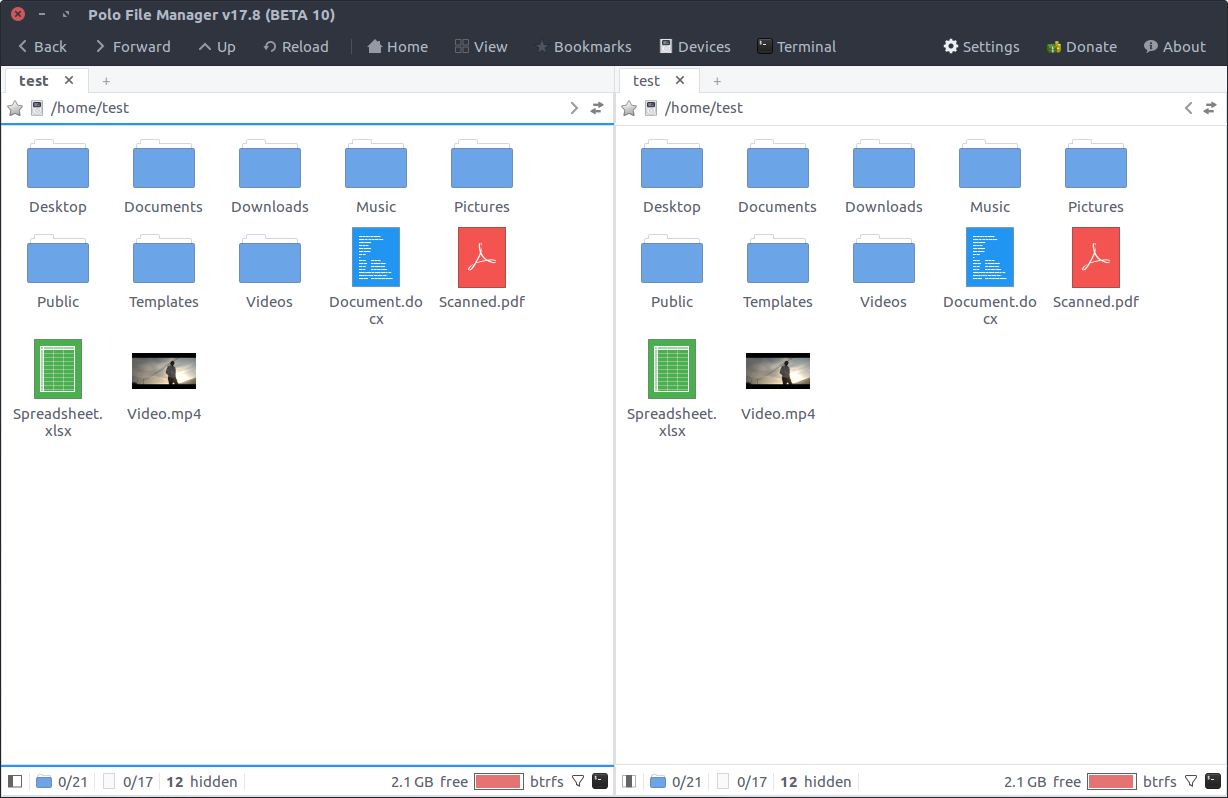 Polo File Manager v17.8 (BETA 10)
Back Forward Up Reload Home View Bookmarks Devices Terminal Settings Donate About
test
/home/test
Desktop Documents Downloads Music Pictures
Public Templates Videos Document.do
cx Scanned.pdf
Spreadsheet.
xlsx Video.mp4
0/21 0/17 12 hidden 2.1 GB free btrfs
test
/home/test
Desktop Documents Downloads Music Pictures
Public Templates Videos Document.do
cx Scanned.pdf
Spreadsheet.
xlsx Video.mp4
0/21 0/17 12 hidden 2.1 GB free btrfs